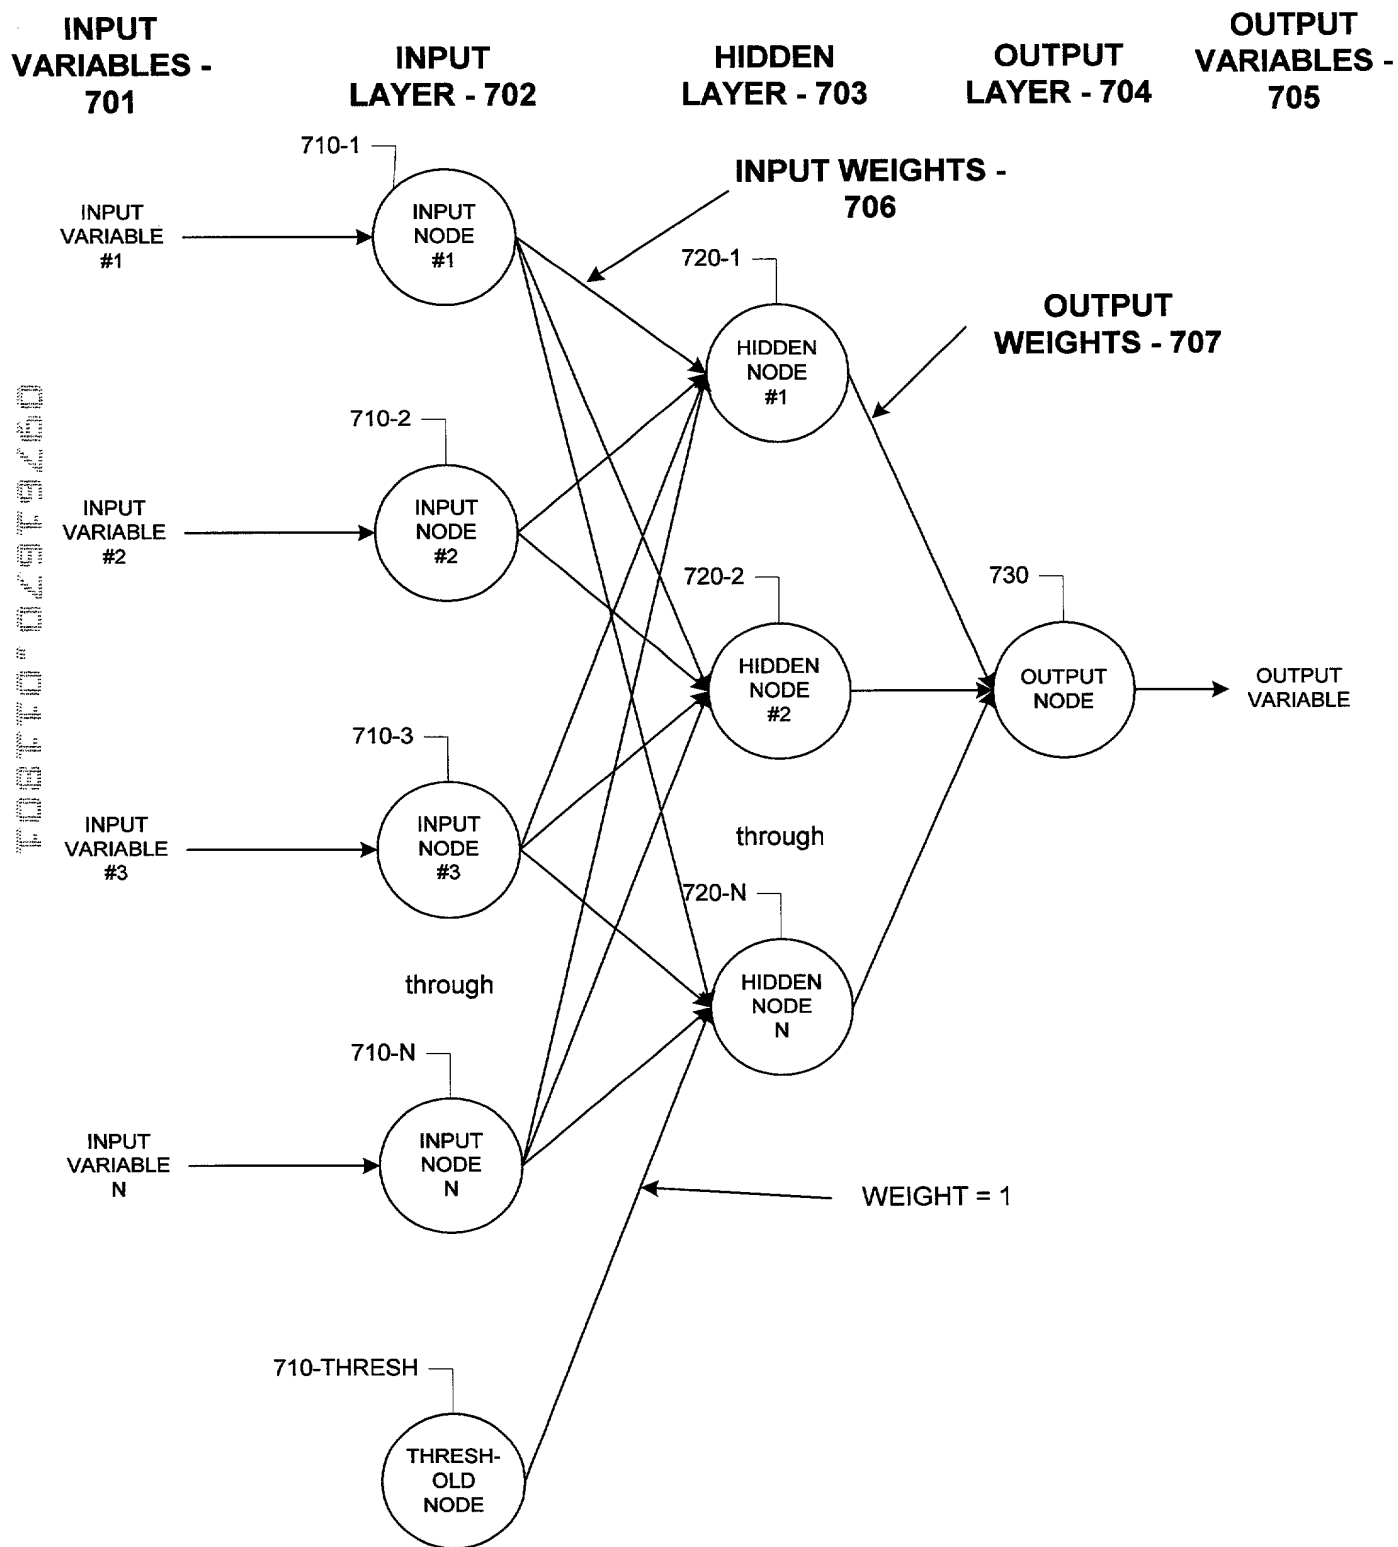 INPUT
VARIABLES -
701
INPUT
LAYER - 702
HIDDEN
LAYER - 703
OUTPUT
LAYER - 704
OUTPUT
VARIABLES -
705
710-1
INPUT WEIGHTS -
706
INPUT
VARIABLE
#1
INPUT
NODE
#1
720-1
OUTPUT
WEIGHTS - 707
HIDDEN
NODE
#1
710-2
INPUT
VARIABLE
#2
INPUT
NODE
#2
720-2
730
HIDDEN
NODE
#2
OUTPUT
NODE
OUTPUT
VARIABLE
710-3
INPUT
VARIABLE
#3
INPUT
NODE
#3
through
720-N
through
HIDDEN
NODE
N
710-N
INPUT
VARIABLE
N
INPUT
NODE
N
WEIGHT = 1
710-THRESH
THRESH-
OLD
NODE